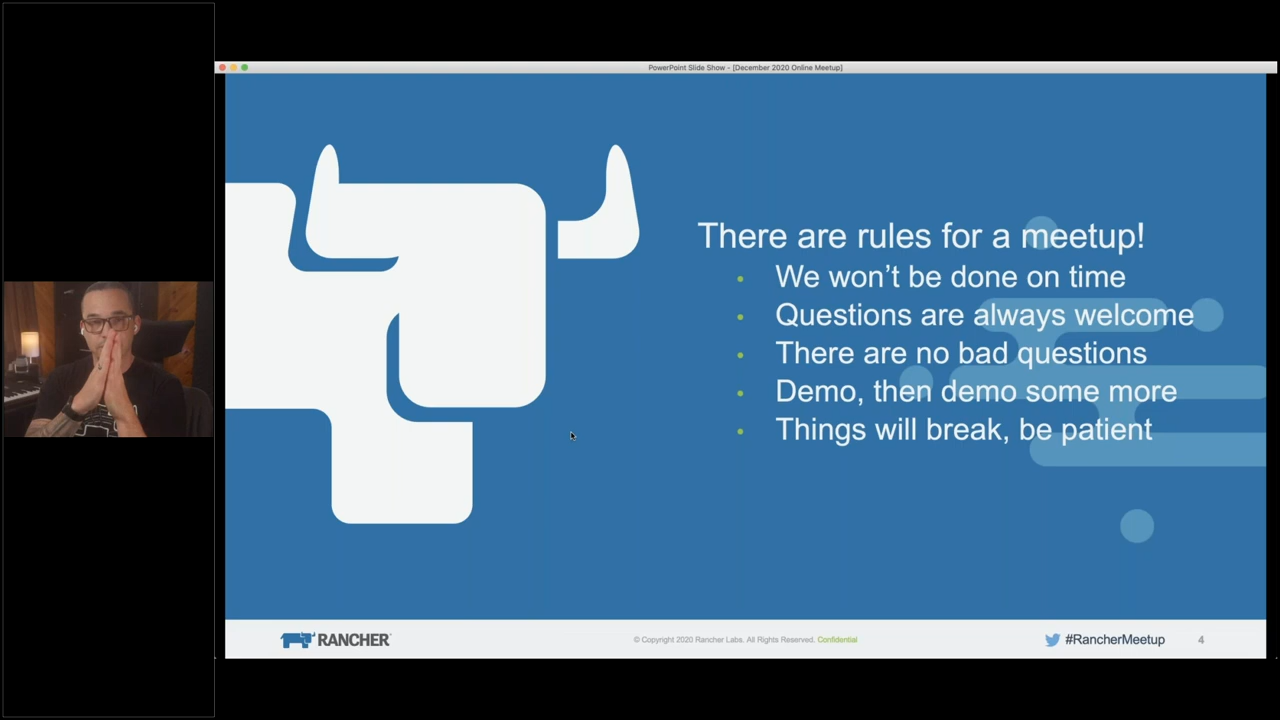 PowerPoint Slide Show - [December 2020 Online Meetup]
There are rules for a meetup!
• We won’t be done on time
• Questions are always welcome
• There are no bad questions
• Demo, then demo some more
• Things will break, be patient
RANCHER
© Copyright 2020 Rancher Labs. All Rights Reserved. Confidential
#RancherMeetup
4